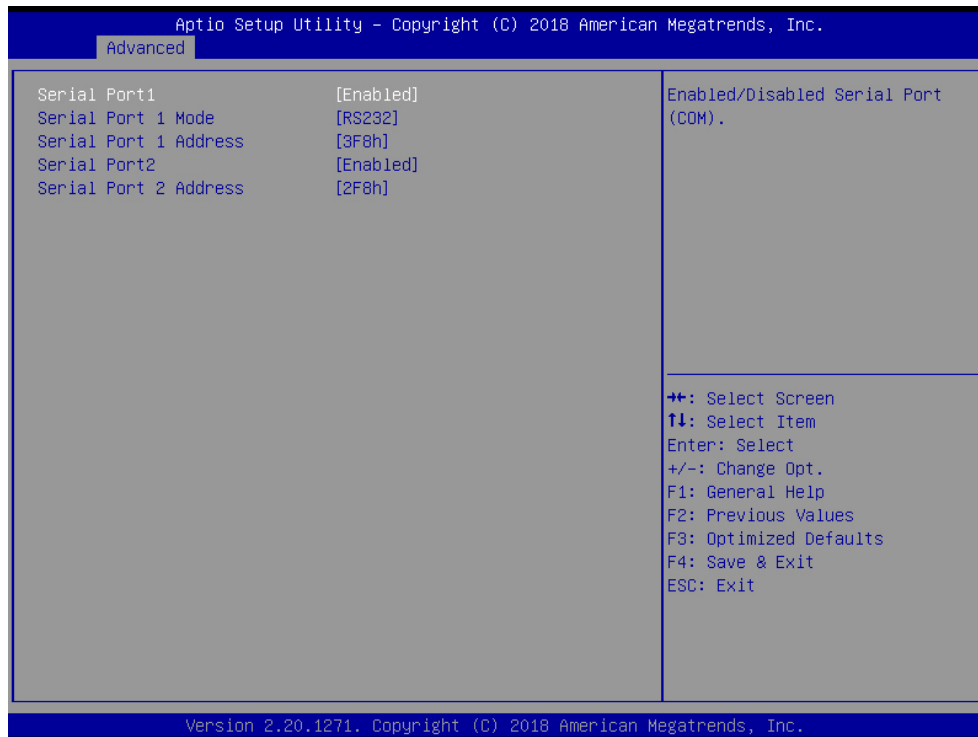 Aptio Setup Utility – Copyright (C) 2018 American Megatrends, Inc.
Advanced
Serial Port1 [Enabled]
Serial Port 1 Mode [RS232]
Serial Port 1 Address [3F8h]
Serial Port2 [Enabled]
Serial Port 2 Address [2F8h]
Enabled/Disabled Serial Port
(COM).
→←: Select Screen
↑↓: Select Item
Enter: Select
+/-: Change Opt.
F1: General Help
F2: Previous Values
F3: Optimized Defaults
F4: Save & Exit
ESC: Exit
Version 2.20.1271. Copyright (C) 2018 American Megatrends, Inc.